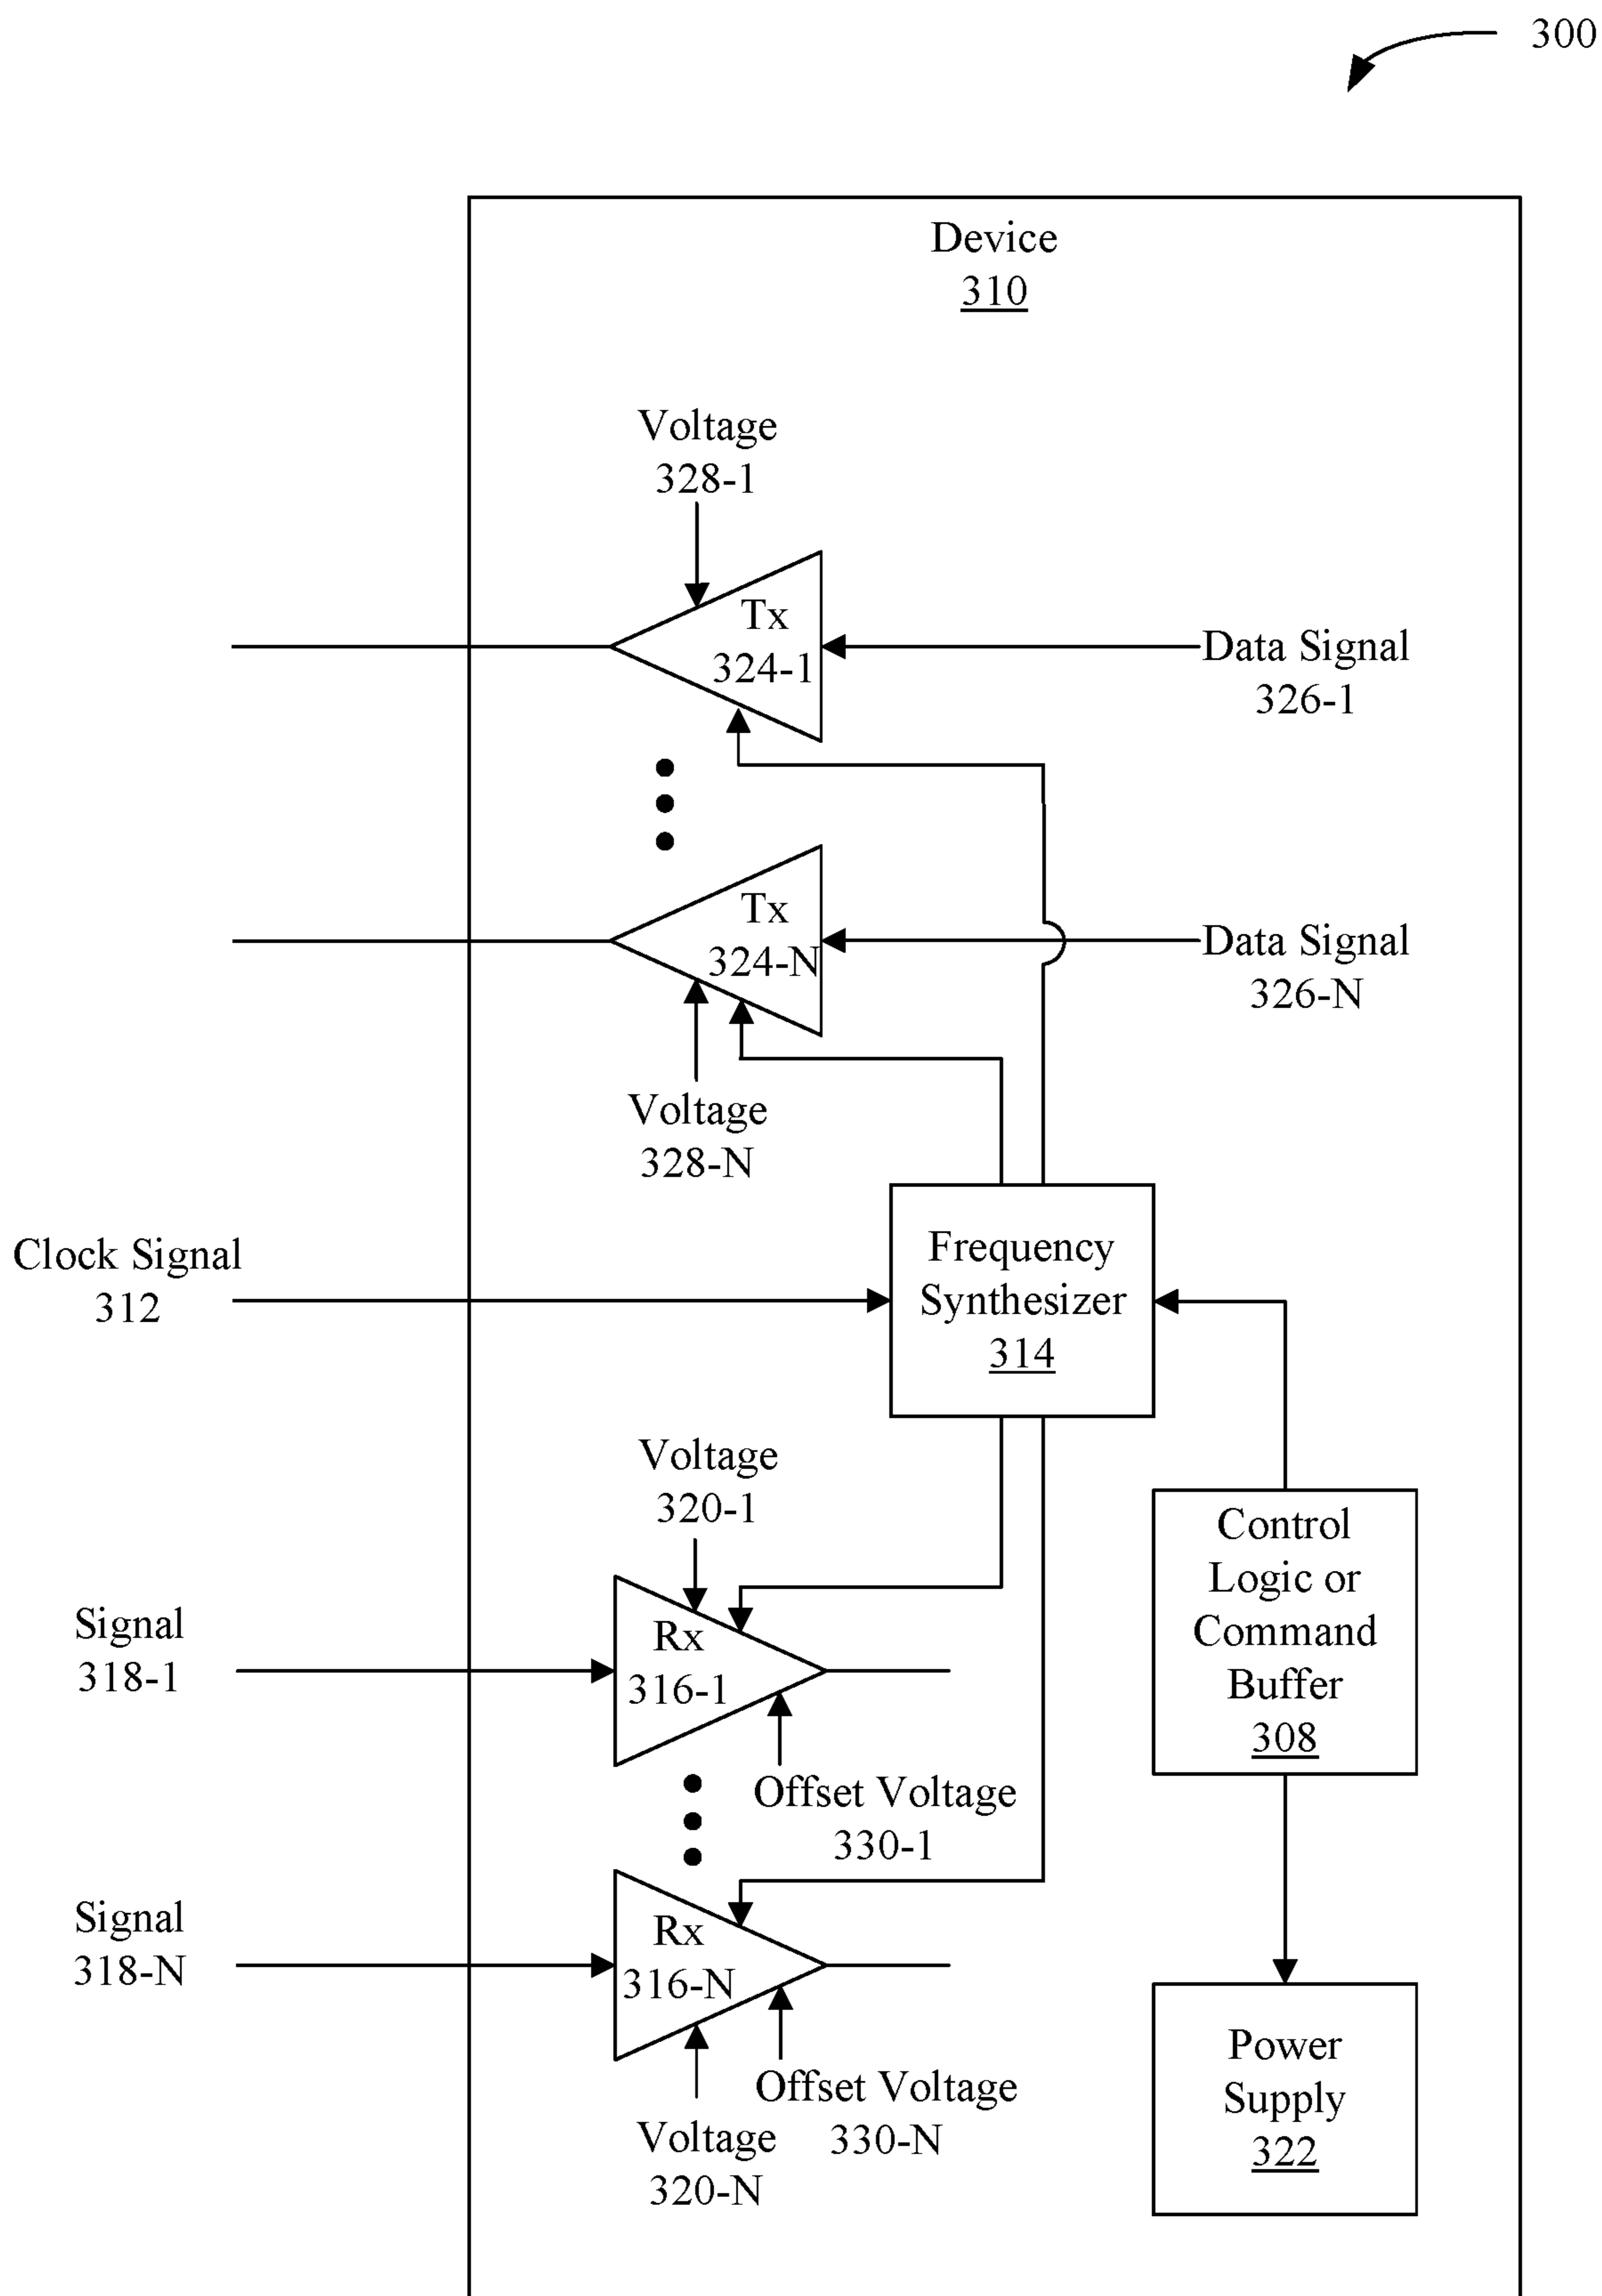 300
Device
310
Voltage
328-1
Tx
324-1
Data Signal
326-1
Tx
324-N
Data Signal
326-N
Voltage
328-N
Clock Signal
312
Frequency
Synthesizer
314
Voltage
320-1
Control
Logic or
Command
Buffer
308
Signal
318-1
Rx
316-1
Offset Voltage
330-1
Signal
318-N
Rx
316-N
Offset Voltage
330-N
Voltage
320-N
Power
Supply
322